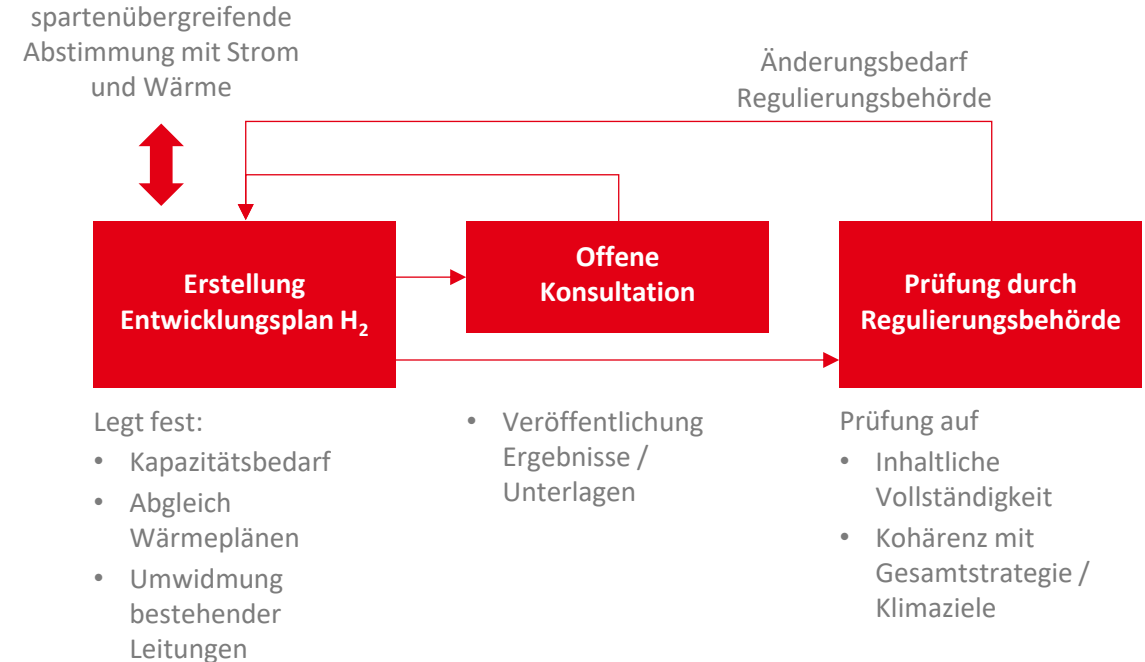 spartenübergreifende
Abstimmung mit Strom
und Wärme
Änderungsbedarf
Regulierungsbehörde
Erstellung
Entwicklungsplan H₂
Offene
Konsultation
Prüfung durch
Regulierungsbehörde
Legt fest:
• Kapazitätsbedarf
• Abgleich
Wärmeplänen
• Umwidmung
bestehender
Leitungen
• Veröffentlichung
Ergebnisse /
Unterlagen
Prüfung auf
• Inhaltliche
Vollständigkeit
• Kohärenz mit
Gesamtstrategie /
Klimaziele